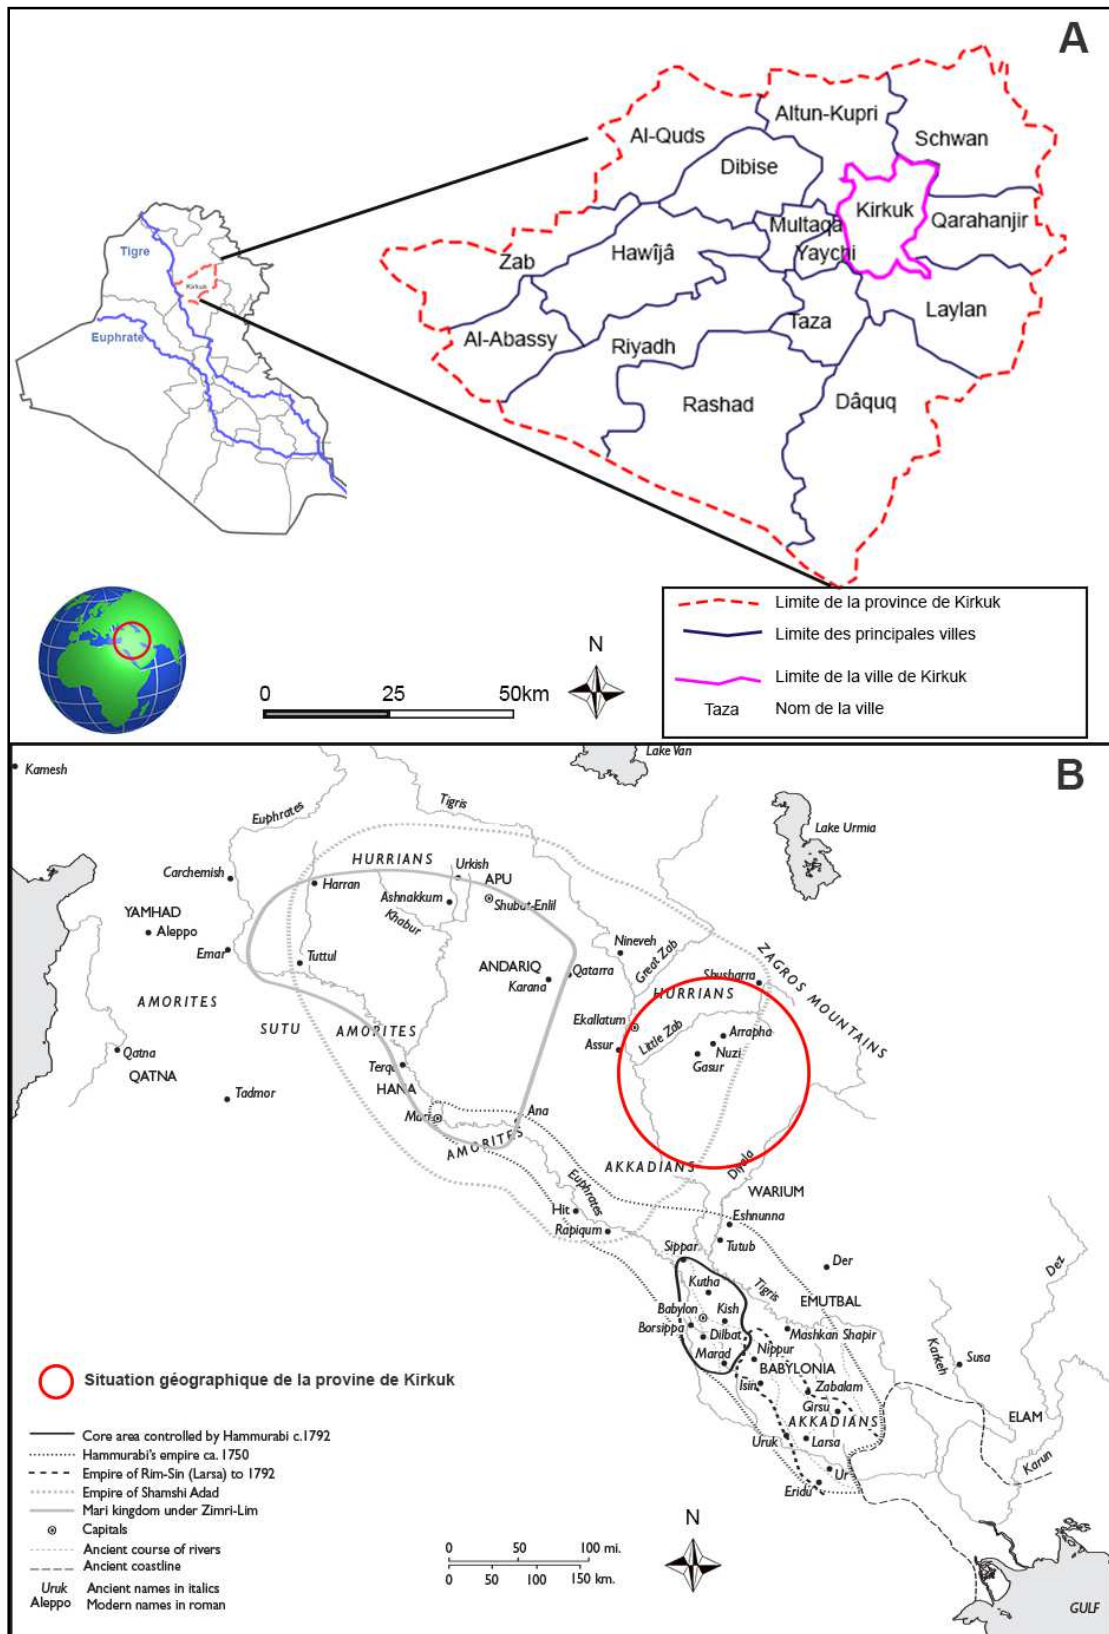 A
Altun-Kupri
Al-Quds
Schwan
Dibise
Kirkuk
Multaqa
Qarahanjir
Tigre
Hawîjâ
Yaychi
Zab
Kirkuk
Laylan
Taza
Euphrate
Al-Abassy
Riyadh
Rashad
Dâquq
Limite de la province de Kirkuk
Limite des principales villes
Limite de la ville de Kirkuk
Taza Nom de la ville
N
0 25 50km
B
Lake Van
Kamesh
Tigris
Euphrates
Lake Urmia
HURRIANS
Urkish
Carchemish
APU
Harran
Ashnakkum
Shubat-Enlil
Khabur
YAMHAD
Aleppo
Nineveh
Great Zab
ZAGROS MOUNTAINS
Emar
Tuttul
ANDARIQ
Qatarra
Karana
Shusharra
HURRIANS
AMORITES
Ekallatum
SUTU
AMORITES
Little Zab
Arrapha
Assur
Nuzi
Qatna
Gasur
QATNA
Terqa
HANA
Tadmor
Mari
Ana
AMORITES
AKKADIANS
Diyala
Euphrates
WARIUM
Hit
Eshnunna
Rapiqum
Tutub
Sippar
Der
Dez
Kutha
Tigris
EMUTBAL
Babylon
Kish
Borsippa
Dilbat
Mashkan Shapir
Marad
Nippur
BABYLONIA
Karkeh
Susa
Isin
Zabalam
Girsu
AKKADIANS
ELAM
Uruk
Larsa
Karun
Ur
Eridu
GULF
Situation géographique de la provine de Kirkuk
Core area controlled by Hammurabi c.1792
Hammurabi's empire ca. 1750
Empire of Rim-Sin (Larsa) to 1792
Empire of Shamshi Adad
Mari kingdom under Zimri-Lim
Capitals
Ancient course of rivers
Ancient coastline
Uruk Ancient names in italics
Aleppo Modern names in roman
0 50 100 mi.
0 50 100 150 km.
N